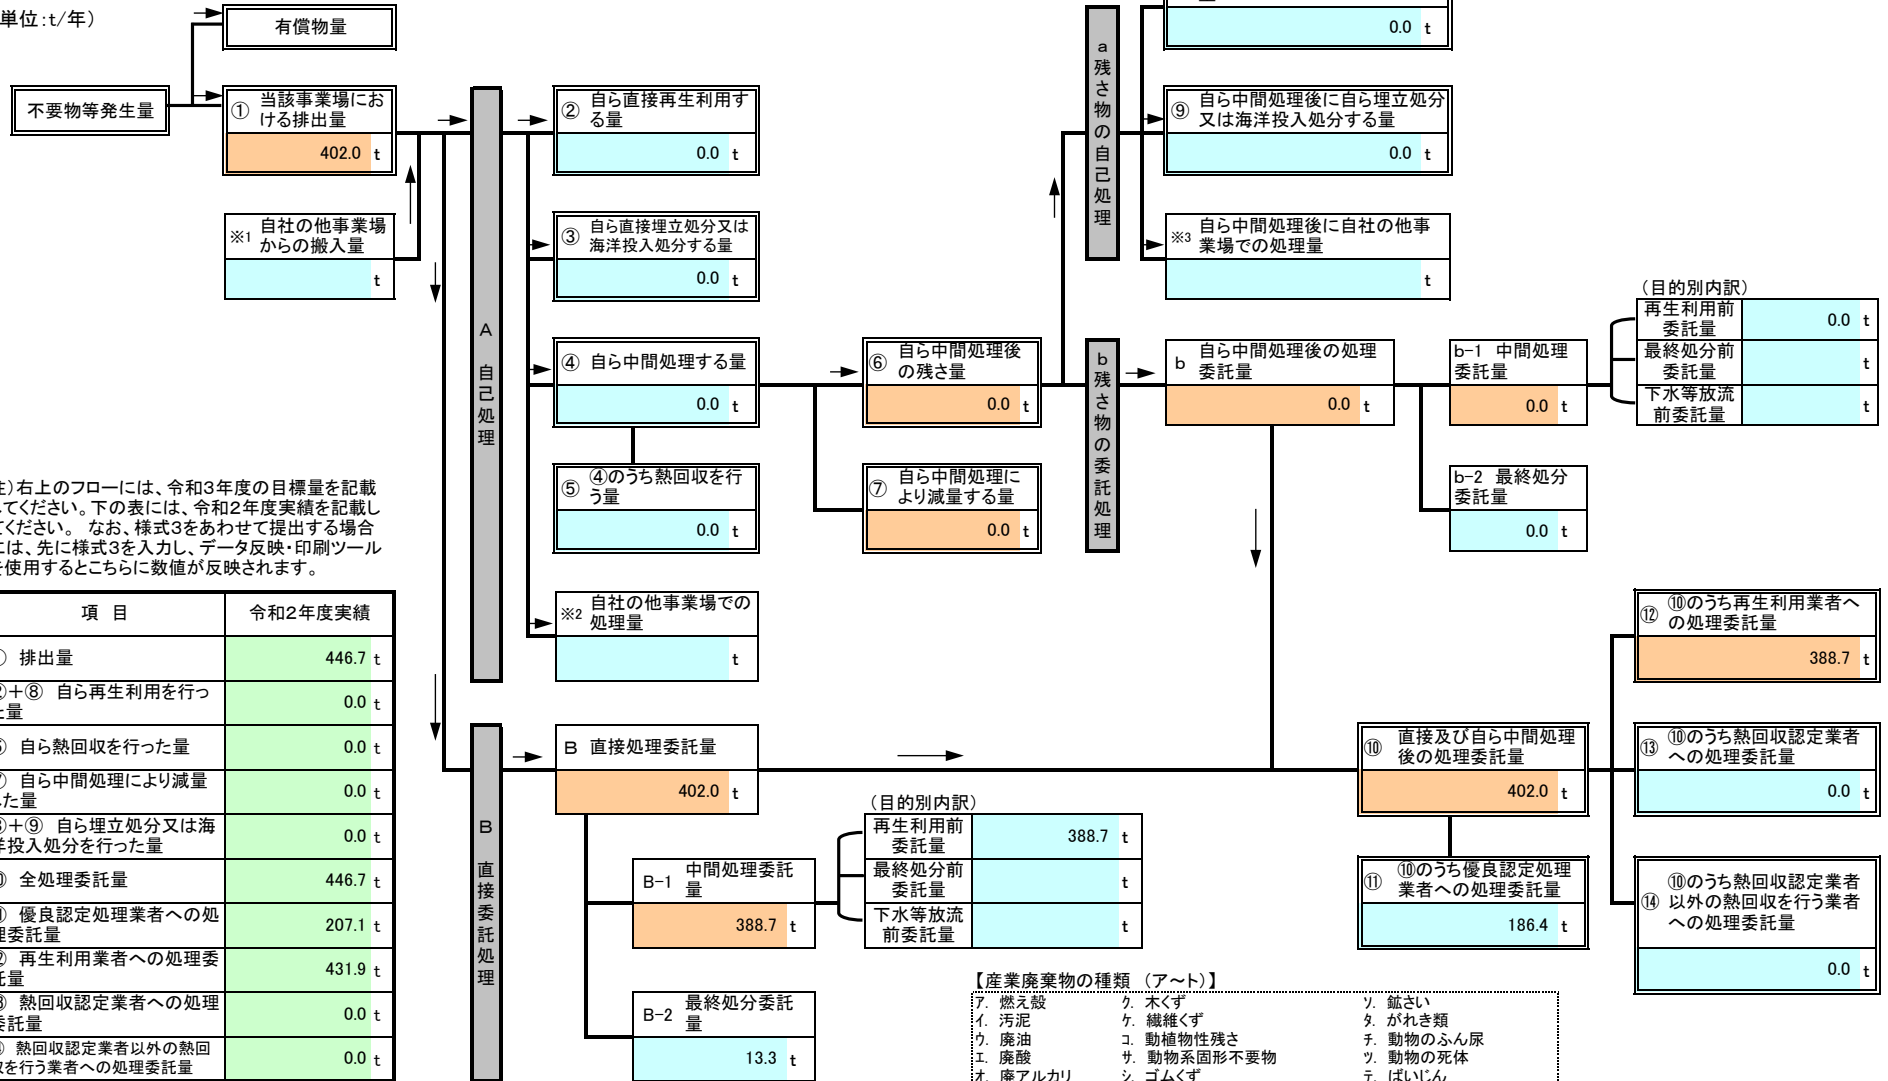 単位:t/年)
有償物量
不要物等発生量
① 当該事業場にお
ける排出量
402.0 t
※1 自社の他事業場
からの搬入量
t
A 自己処理
② 自ら直接再生利用す
る量
0.0 t
③ 自ら直接埋立処分又は
海洋投入処分する量
0.0 t
④ 自ら中間処理する量
0.0 t
⑤ ④のうち熱回収を行
う量
0.0 t
※2 自社の他事業場での
処理量
t
⑥ 自ら中間処理後
の残さ量
0.0 t
⑦ 自ら中間処理に
より減量する量
0.0 t
a 残さ物の自己処理
0.0 t
⑨ 自ら中間処理後に自ら埋立処分
又は海洋投入処分する量
0.0 t
※3 自ら中間処理後に自社の他事
業場での処理量
t
b 残さ物の委託処理
b 自ら中間処理後の処理
委託量
0.0 t
b-1 中間処理
委託量
0.0 t
b-2 最終処分
委託量
0.0 t
(目的別内訳)
再生利用前
委託量 0.0 t
最終処分前
委託量 t
下水等放流
前委託量 t
注)右上のフローには、令和3年度の目標量を記載
してください。下の表には、令和2年度実績を記載し
てください。 なお、様式3をあわせて提出する場合
には、先に様式3を入力し、データ反映・印刷ツール
を使用するとこちらに数値が反映されます。
項 目 令和2年度実績
排出量 446.7 t
②+⑧ 自ら再生利用を行っ
た量 0.0 t
自ら熱回収を行った量 0.0 t
自ら中間処理により減量
した量 0.0 t
③+⑨ 自ら埋立処分又は海
洋投入処分を行った量 0.0 t
全処理委託量 446.7 t
優良認定処理業者への処
理委託量 207.1 t
再生利用業者への処理委
託量 431.9 t
熱回収認定業者への処理
委託量 0.0 t
熱回収認定業者以外の熱回
収を行う業者への処理委託量 0.0 t
B 直接委託処理
B 直接処理委託量
402.0 t
B-1 中間処理委託
量
388.7 t
B-2 最終処分委託
量
13.3 t
(目的別内訳)
再生利用前
委託量 388.7 t
最終処分前
委託量 t
下水等放流
前委託量 t
⑩ 直接及び自ら中間処理
後の処理委託量
402.0 t
⑪ ⑩のうち優良認定処理
業者への処理委託量
186.4 t
⑫ ⑩のうち再生利用業者へ
の処理委託量
388.7 t
⑬ ⑩のうち熱回収認定業者
への処理委託量
0.0 t
⑭ ⑩のうち熱回収認定業者
以外の熱回収を行う業者
への処理委託量
0.0 t
【産業廃棄物の種類 (ア~ト)】
ア. 燃え殻 ク. 木くず ソ. 鉱さい
イ. 汚泥 ケ. 繊維くず タ. がれき類
ウ. 廃油 コ. 動植物性残さ チ. 動物のふん尿
エ. 廃酸 サ. 動物系固形不要物 ツ. 動物の死体
オ. 廃アルカリ シ. ゴムくず テ. ばいじん